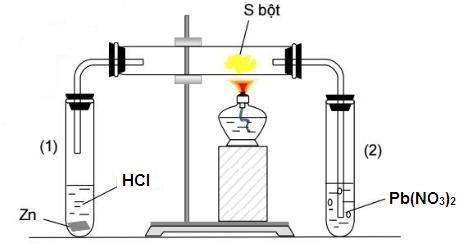 S bột
(1)
HCl
Zn
(2)
Pb(NO₃)₂